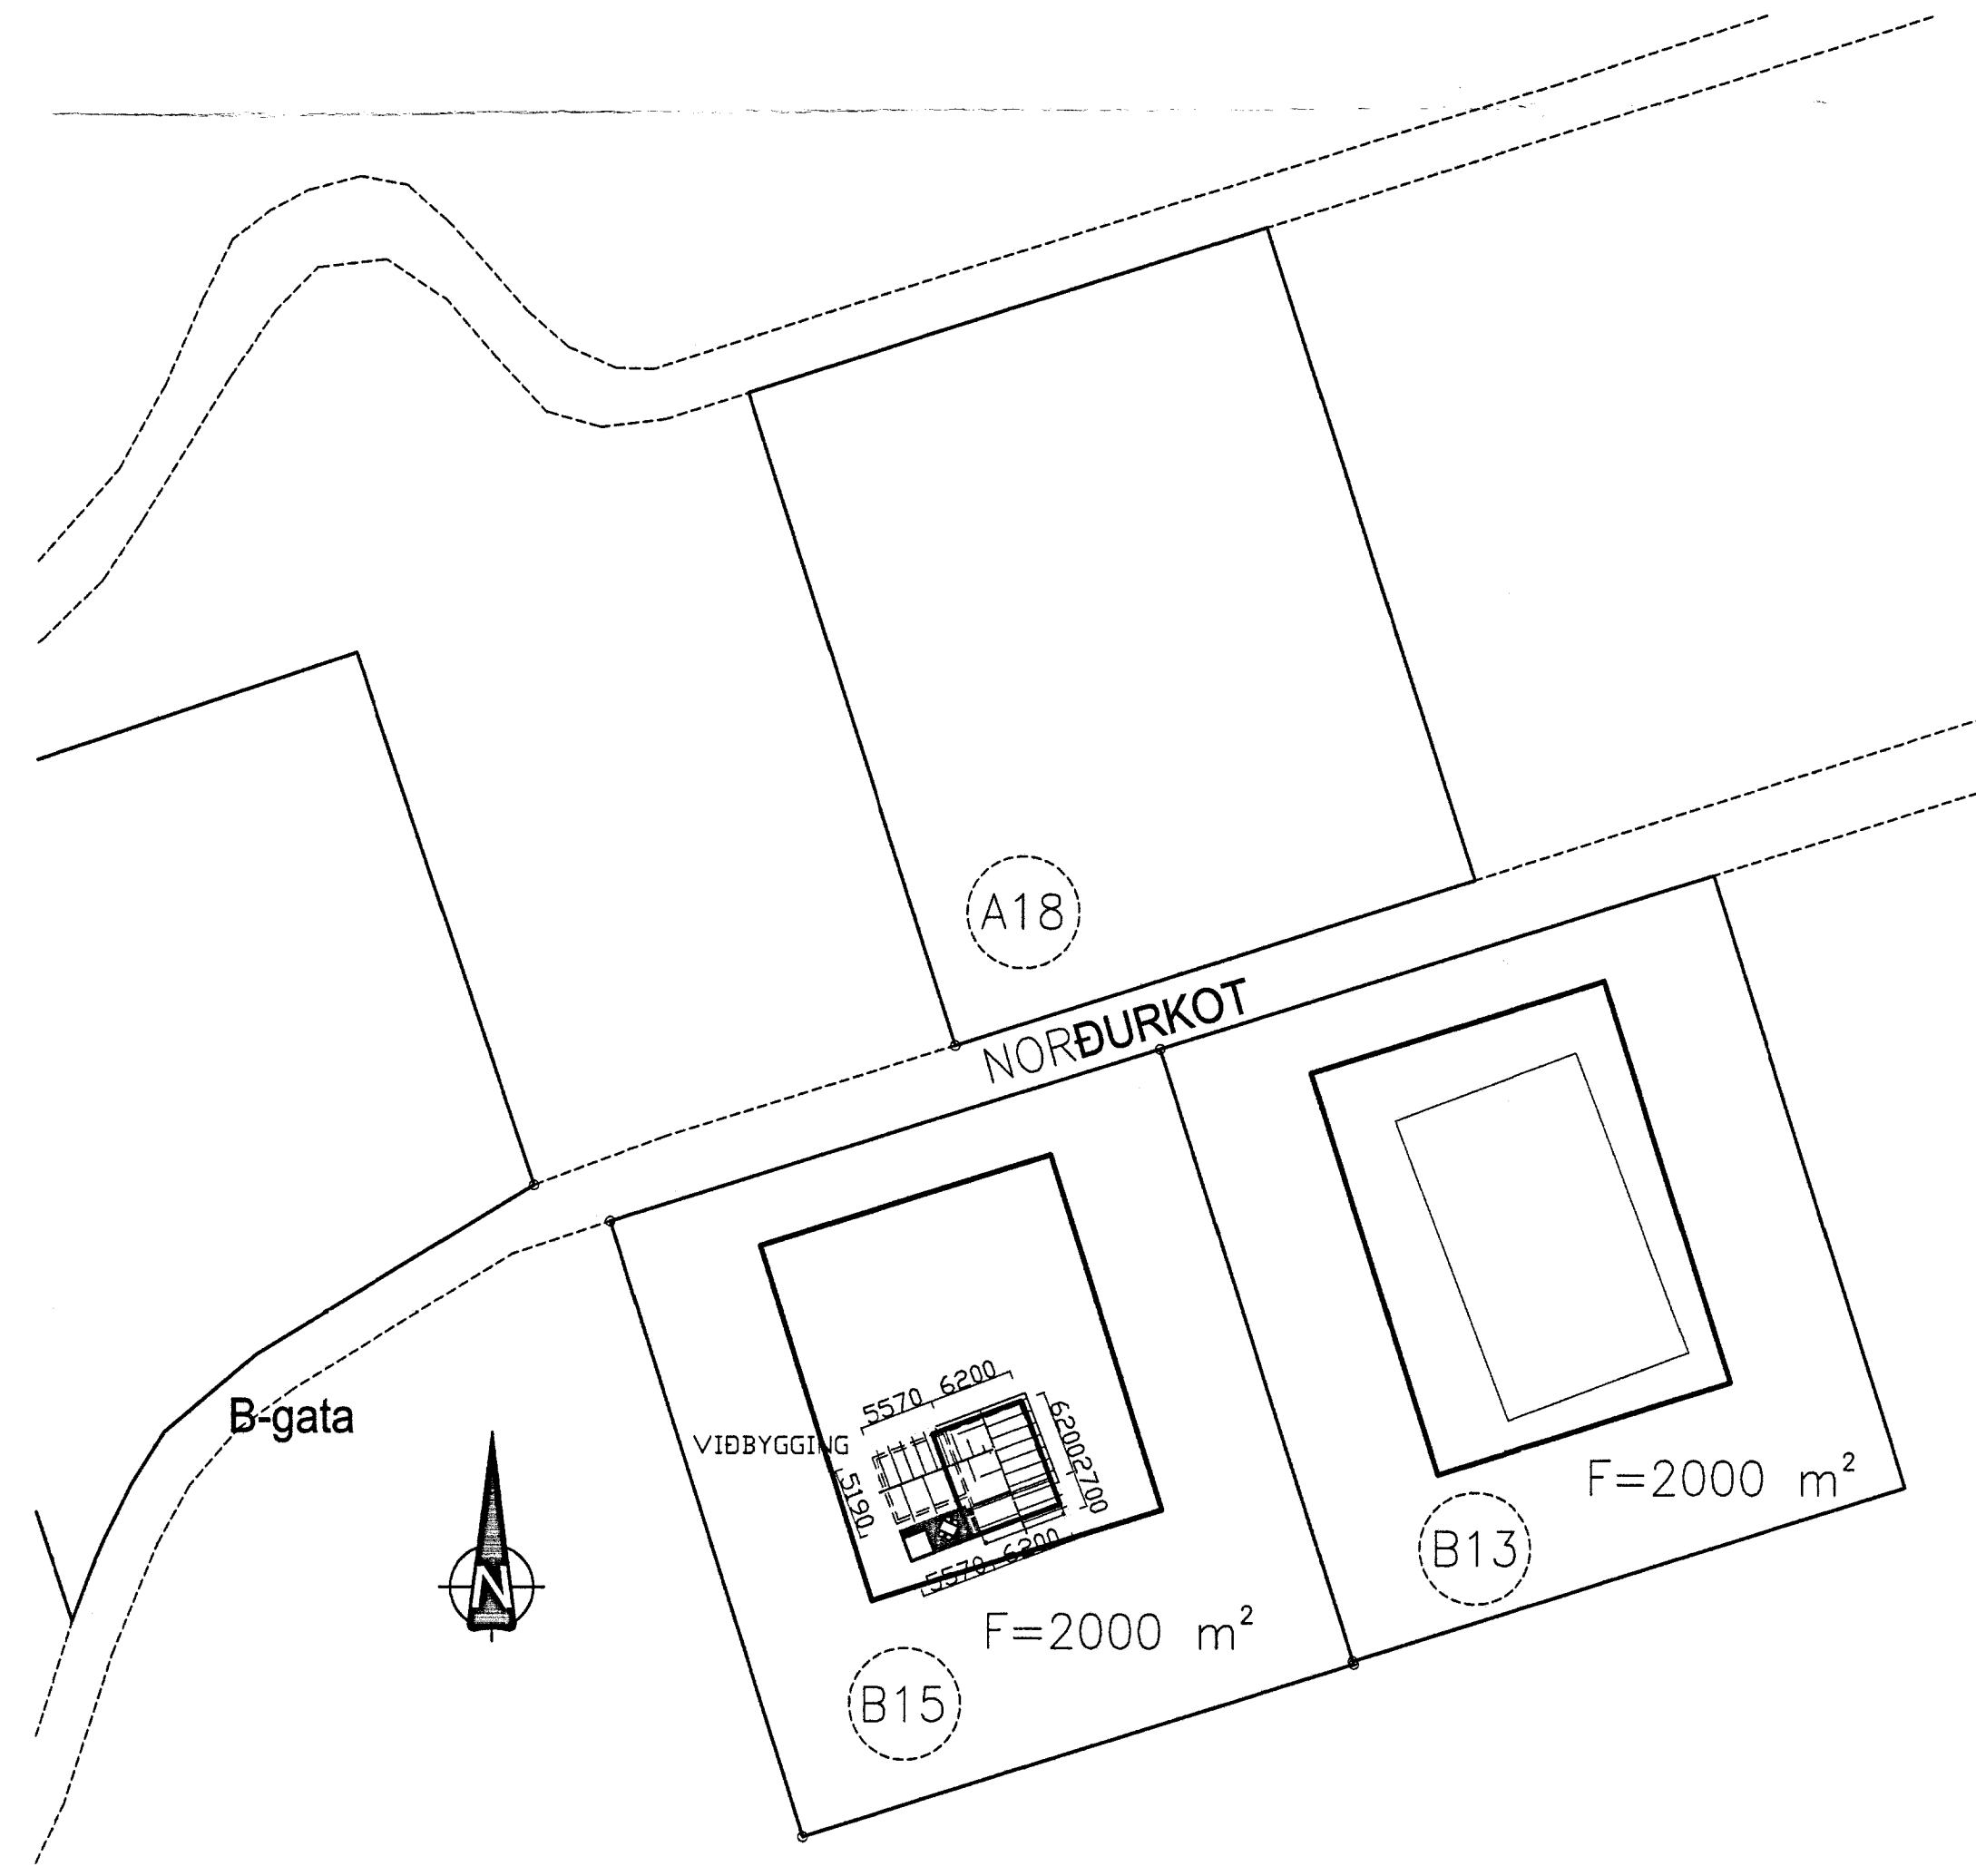 A18
NORÐURKOT
B-gata
5570 6200
VIÐBYGGING
6200 2700
5190
5570 6200
N
F=2000 m²
B13
F=2000 m²
B15